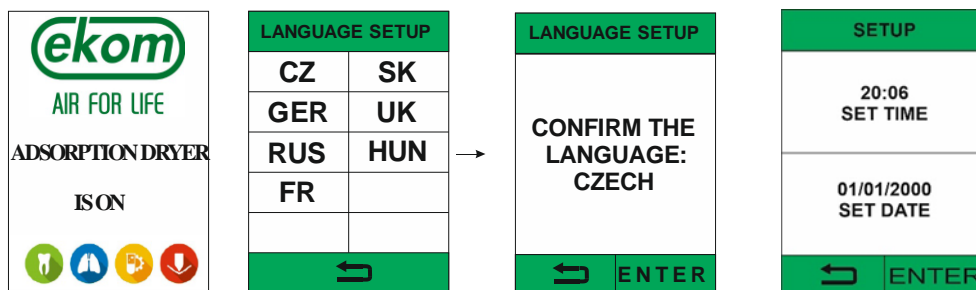 ekom
AIR FOR LIFE
ADSORPTION DRYER
IS ON
LANGUAGE SETUP
CZ SK
GER UK
RUS HUN
FR
LANGUAGE SETUP
CONFIRM THE
LANGUAGE:
CZECH
ENTER
SETUP
20:06
SET TIME
01/01/2000
SET DATE
ENTER